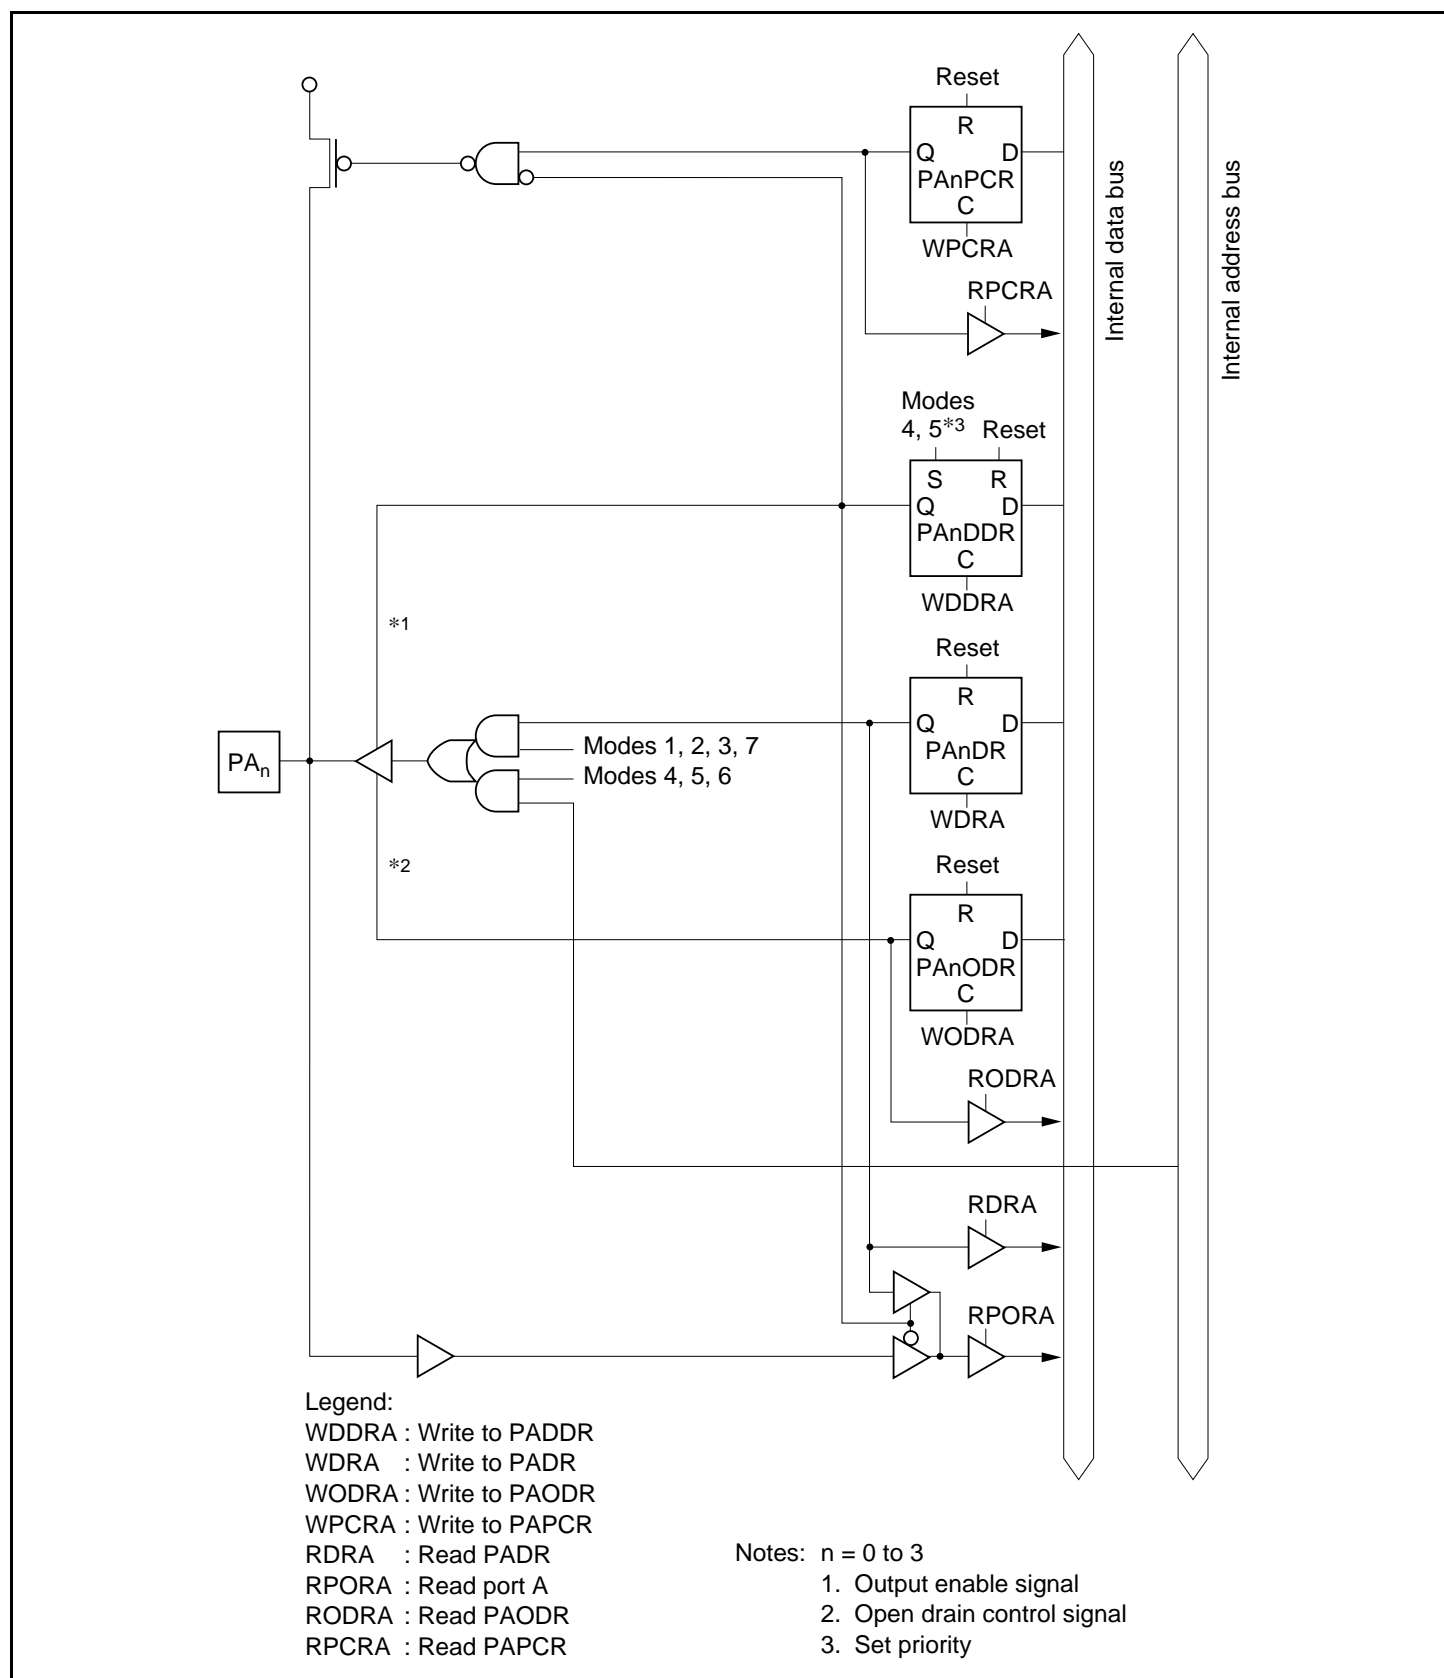 Reset
R
Q D
PAnPCR
C
WPCRA
RPCRA
Internal data bus
Internal address bus
Modes
4, 5*3 Reset
S R
Q D
PAnDDR
C
WDDRA
*1
Reset
R
Q D
PAnDR
C
WDRA
Modes 1, 2, 3, 7
Modes 4, 5, 6
PAn
*2
Reset
R
Q D
PAnODR
C
WODRA
RODRA
RDRA
RPORA
Legend:
WDDRA : Write to PADDR
WDRA : Write to PADR
WODRA : Write to PAODR
WPCRA : Write to PAPCR
RDRA : Read PADR
RPORA : Read port A
RODRA : Read PAODR
RPCRA : Read PAPCR
Notes: n = 0 to 3
1. Output enable signal
2. Open drain control signal
3. Set priority